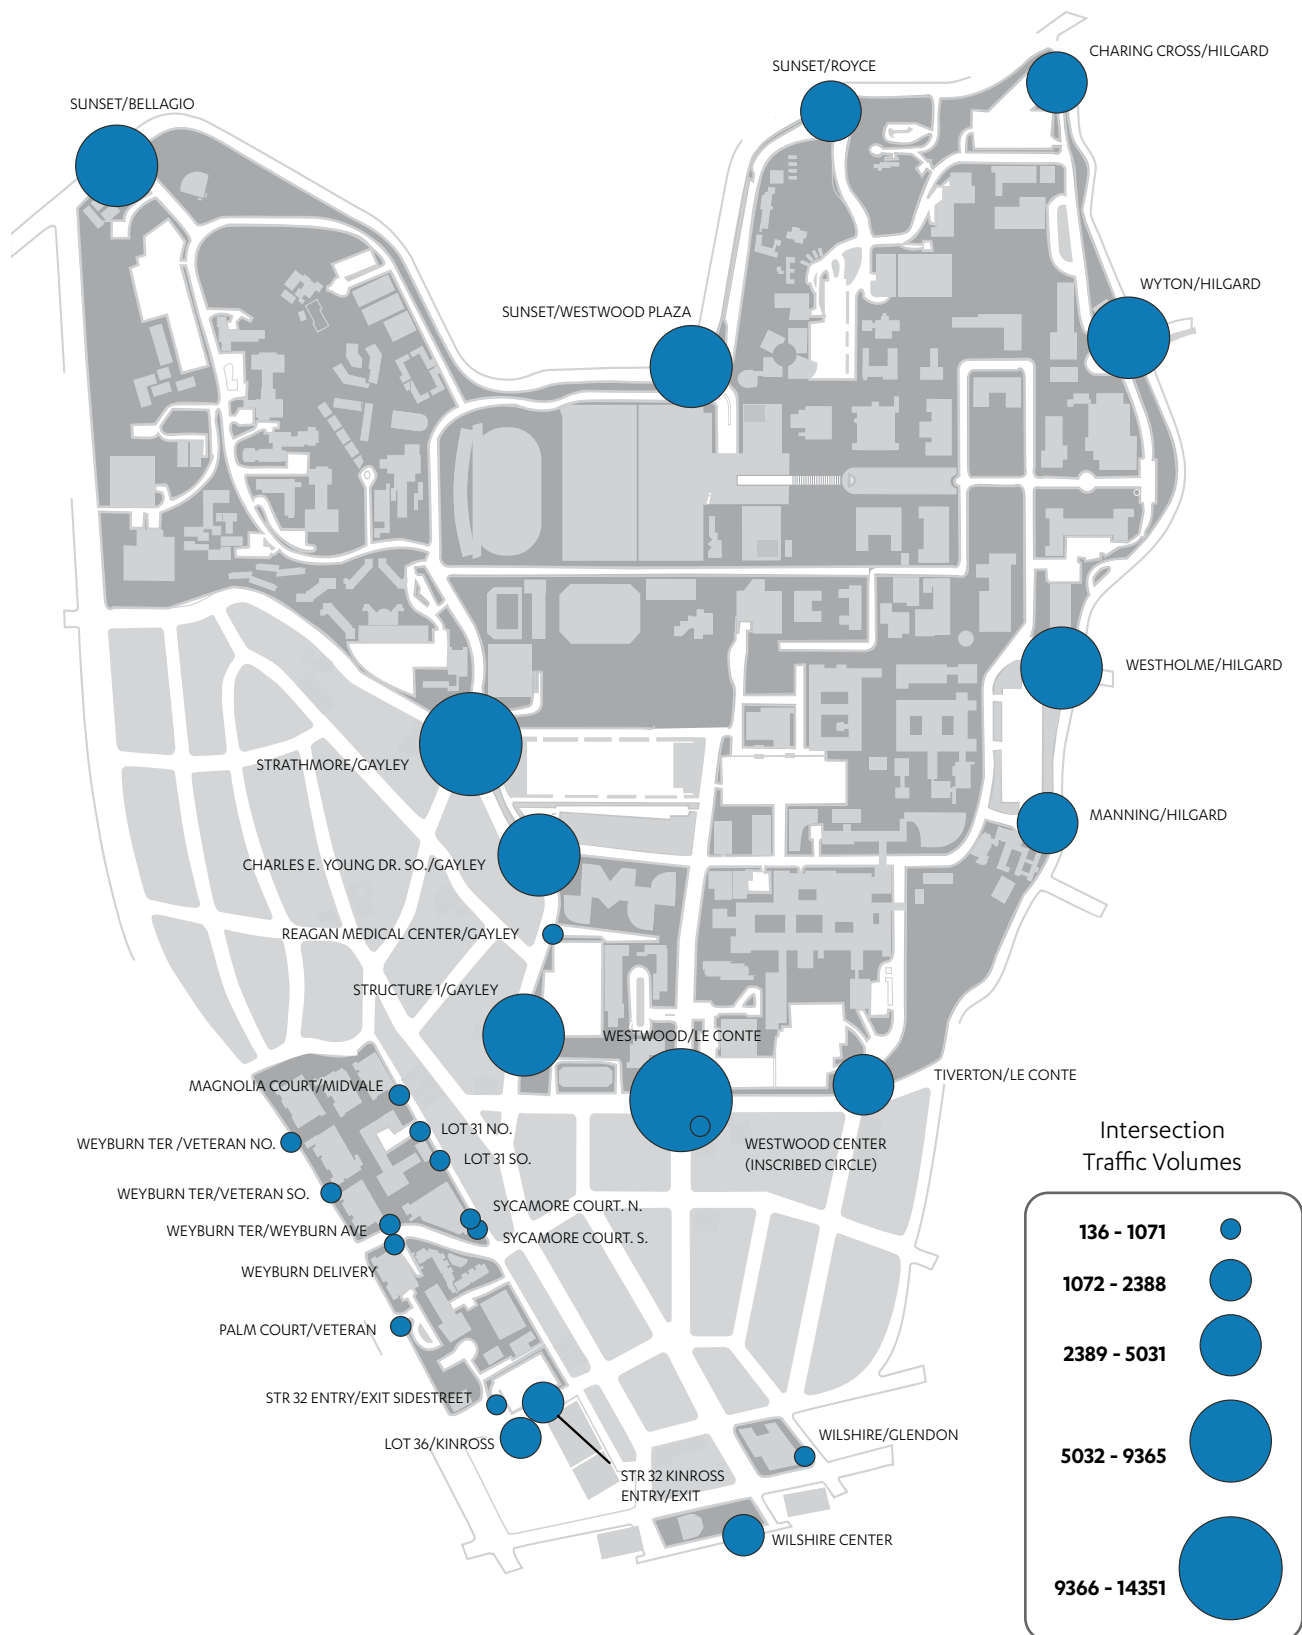 CHARING CROSS/HILGARD
SUNSET/ROYCE
SUNSET/BELLAGIO
WYTON/HILGARD
SUNSET/WESTWOOD PLAZA
WESTHOLME/HILGARD
STRATHMORE/GAYLEY
MANNING/HILGARD
CHARLES E. YOUNG DR. SO./GAYLEY
REAGAN MEDICAL CENTER/GAYLEY
STRUCTURE 1/GAYLEY
WESTWOOD/LE CONTE
TIVERTON/LE CONTE
MAGNOLIA COURT/MIDVALE
LOT 31 NO.
WEYBURN TER /VETERAN NO.
WESTWOOD CENTER
(INSCRIBED CIRCLE)
LOT 31 SO.
WEYBURN TER/VETERAN SO.
SYCAMORE COURT. N.
WEYBURN TER/WEYBURN AVE
SYCAMORE COURT. S.
WEYBURN DELIVERY
PALM COURT/VETERAN
STR 32 ENTRY/EXIT SIDESTREET
LOT 36/KINROSS
WILSHIRE/GLENDON
STR 32 KINROSS
ENTRY/EXIT
WILSHIRE CENTER
Intersection
Traffic Volumes
136 - 1071
1072 - 2388
2389 - 5031
5032 - 9365
9366 - 14351